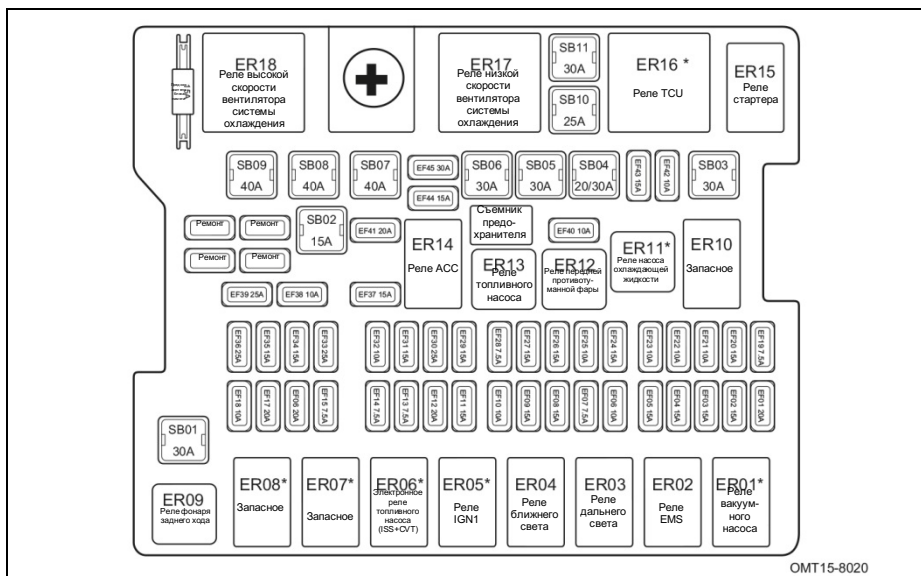 ER18
Реле высокой
скорости
вентилятора
системы
охлаждения
ER17
Реле низкой
скорости
вентилятора
системы
охлаждения
SB11
30A
SB10
25A
ER16 *
Реле TCU
ER15
Реле
стартера
SB09
40A
SB08
40A
SB07
40A
EF45 30A
EF44 15A
SB06
30A
SB05
30A
SB04
20/30A
EF43 15A
EF42 10A
SB03
30A
Ремонт
Ремонт
Ремонт
Ремонт
SB02
15A
EF41 20A
ER14
Реле ACC
Съемник
предо-
хранителя
EF40 10A
ER13
Реле
топливного
насоса
ER12
Реле передней
противоту-
манной фары
ER11*
Реле насоса
охлаждающей
жидкости
ER10
Запасное
EF39 25A
EF38 10A
EF37 15A
EF36 25A
EF35 15A
EF34 15A
EF33 25A
EF32 10A
EF31 15A
EF30 25A
EF29 15A
EF28 7.5A
EF27 15A
EF26 15A
EF25 10A
EF24 15A
EF23 10A
EF22 10A
EF21 10A
EF20 15A
EF19 7.5A
EF18 10A
EF17 20A
EF06 20A
EF15 7.5A
EF14 7.5A
EF13 7.5A
EF12 20A
EF11 15A
EF10 10A
EF09 15A
EF08 15A
EF07 7.5A
EF06 10A
EF05 15A
EF04 15A
EF03 15A
EF02 15A
EF01 20A
SB01
30A
ER09
Реле фонаря
заднего хода
ER08*
Запасное
ER07*
Запасное
ER06*
Электронное
реле
топливного
насоса
(ISS+CVT)
ER05*
Реле
IGN1
ER04
Реле
ближнего
света
ER03
Реле
дальнего
света
ER02
Реле
EMS
ER01*
Реле
вакуум-
ного
насоса
OMT15-8020